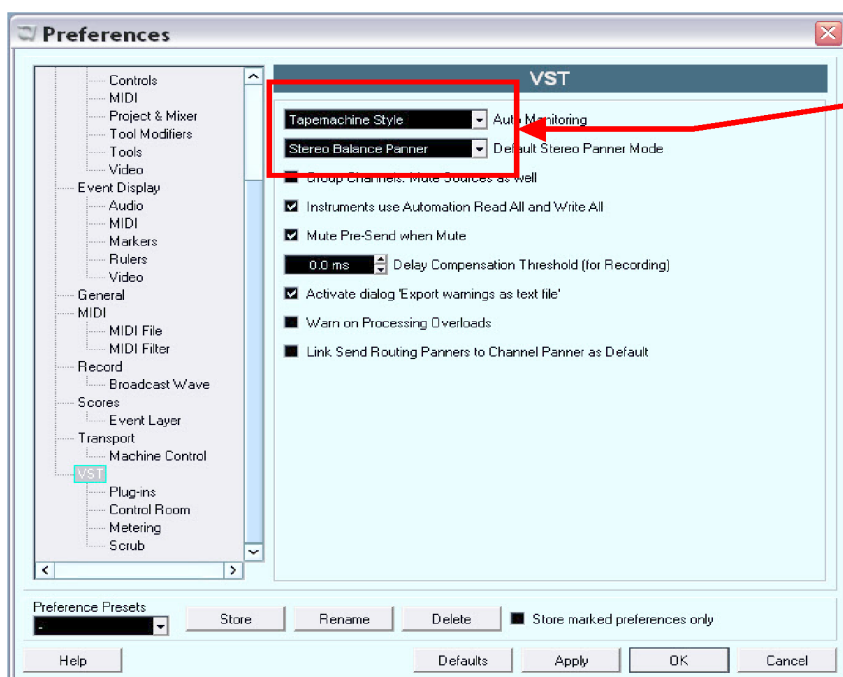 Preferences
Controls
MIDI
Project & Mixer
Tool Modifiers
Tools
Video
Event Display
Audio
MIDI
Markers
Rulers
Video
General
MIDI
MIDI File
MIDI Filter
Record
Broadcast Wave
Scores
Event Layer
Transport
Machine Control
VST
Plug-ins
Control Room
Metering
Scrub
VST
Tapemachine Style Auto Monitoring
Stereo Balance Panner Default Stereo Panner Mode
Group Channels: Mute Sources as well
Instruments use Automation Read All and Write All
Mute Pre-Send when Mute
0.0 ms Delay Compensation Threshold (for Recording)
Activate dialog 'Export warnings as text file'
Warn on Processing Overloads
Link Send Routing Panners to Channel Panner as Default
Preference Presets
-
Store Rename Delete Store marked preferences only
Help Defaults Apply OK Cancel